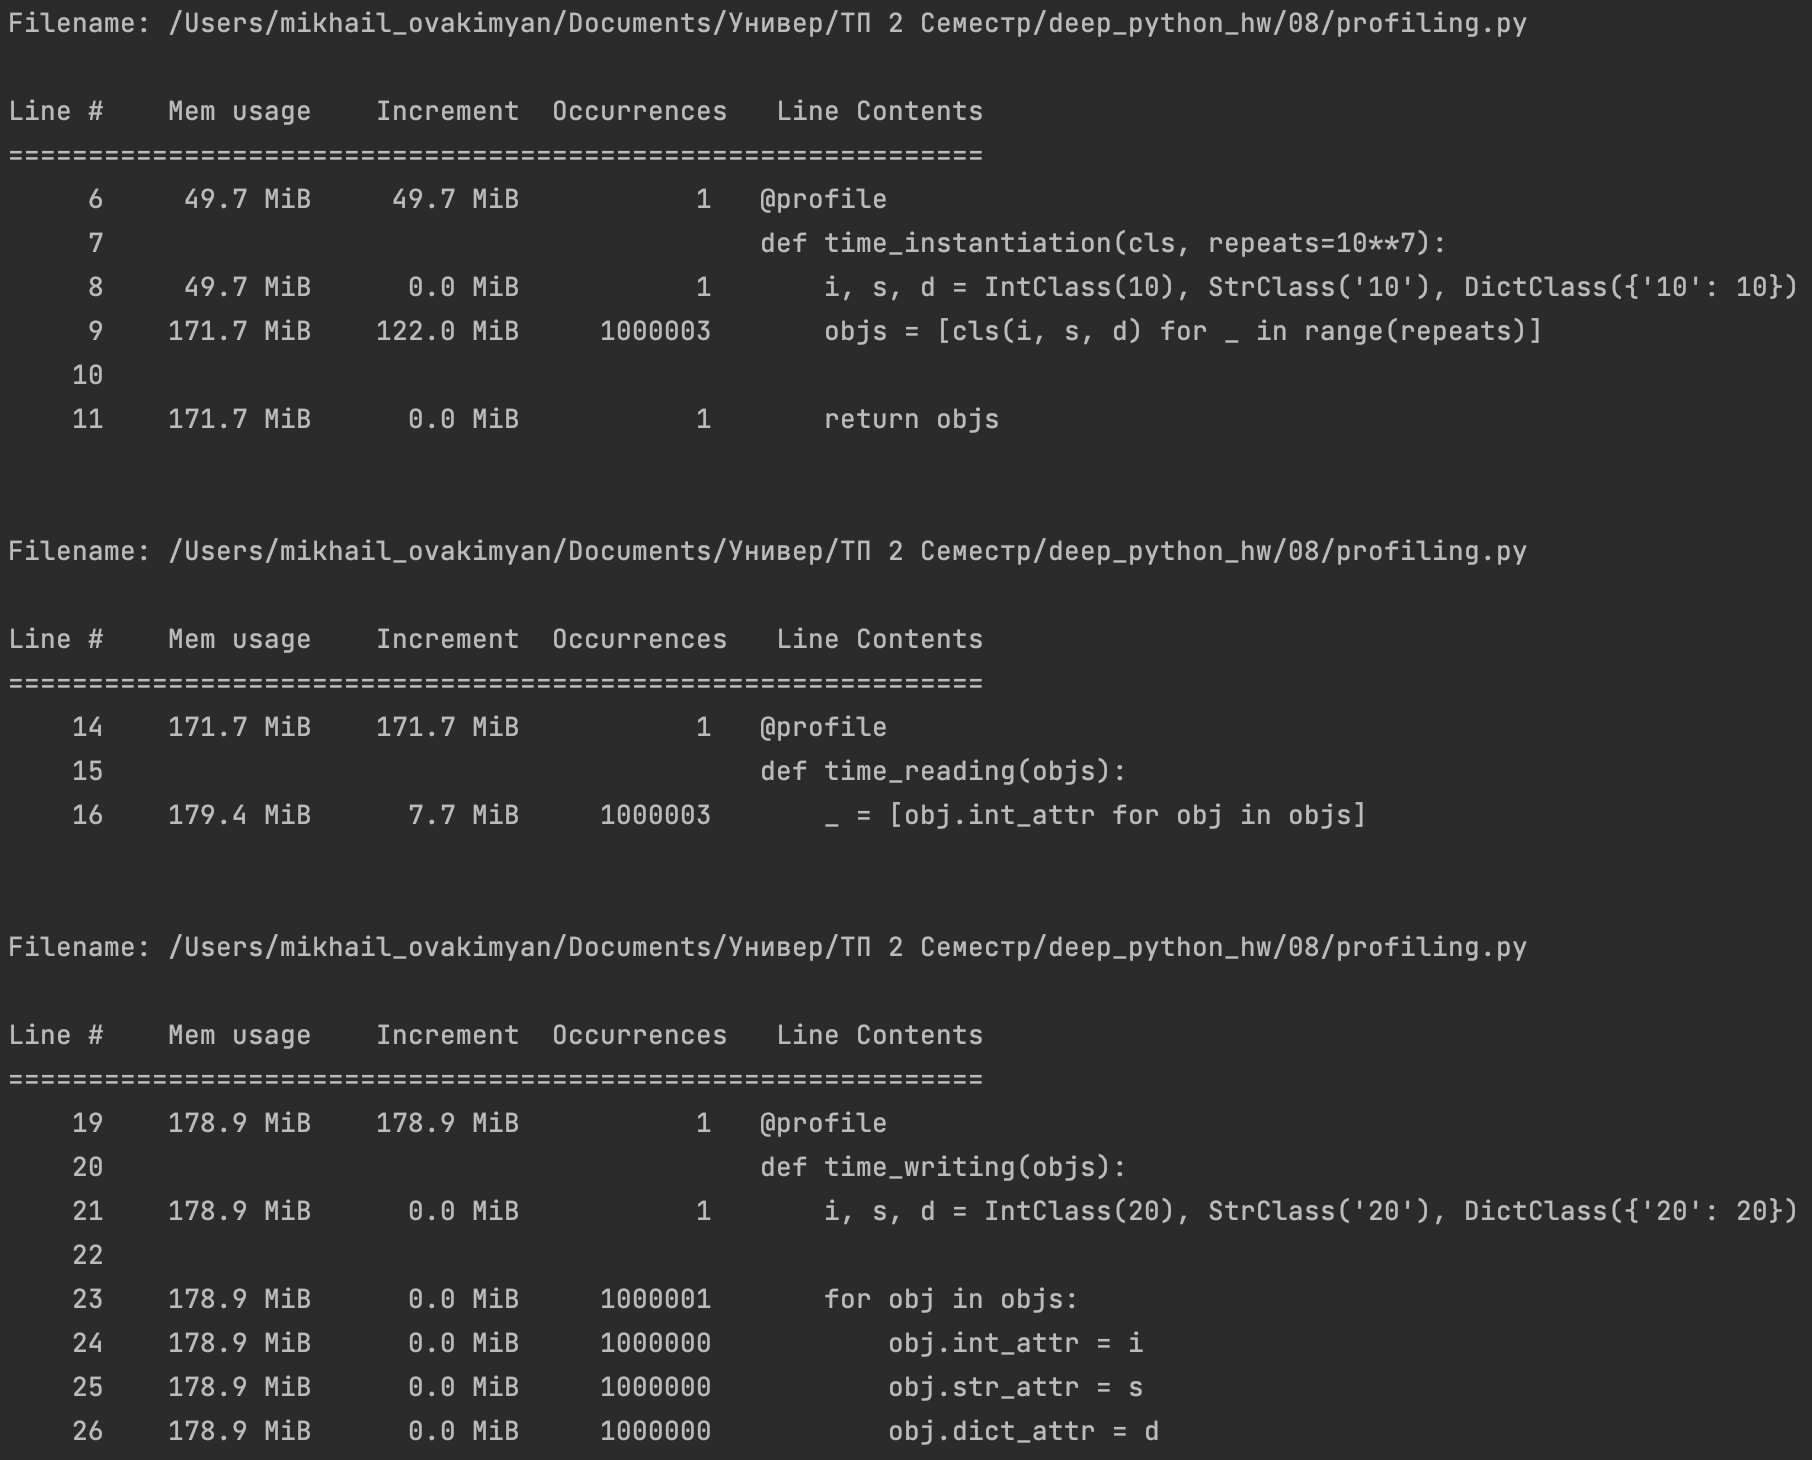 Filename: /Users/mikhail_ovakimyan/Documents/Универ/ТП 2 Семестр/deep_python_hw/08/profiling.py

Line #    Mem usage    Increment  Occurrences   Line Contents
=============================================================
     6     49.7 MiB     49.7 MiB           1   @profile
     7                                         def time_instantiation(cls, repeats=10**7):
     8     49.7 MiB      0.0 MiB           1       i, s, d = IntClass(10), StrClass('10'), DictClass({'10': 10})
     9    171.7 MiB    122.0 MiB     1000003       objs = [cls(i, s, d) for _ in range(repeats)]
    10
    11    171.7 MiB      0.0 MiB           1       return objs

Filename: /Users/mikhail_ovakimyan/Documents/Универ/ТП 2 Семестр/deep_python_hw/08/profiling.py

Line #    Mem usage    Increment  Occurrences   Line Contents
=============================================================
    14    171.7 MiB    171.7 MiB           1   @profile
    15                                         def time_reading(objs):
    16    179.4 MiB      7.7 MiB     1000003       _ = [obj.int_attr for obj in objs]

Filename: /Users/mikhail_ovakimyan/Documents/Универ/ТП 2 Семестр/deep_python_hw/08/profiling.py

Line #    Mem usage    Increment  Occurrences   Line Contents
=============================================================
    19    178.9 MiB    178.9 MiB           1   @profile
    20                                         def time_writing(objs):
    21    178.9 MiB      0.0 MiB           1       i, s, d = IntClass(20), StrClass('20'), DictClass({'20': 20})
    22
    23    178.9 MiB      0.0 MiB     1000001       for obj in objs:
    24    178.9 MiB      0.0 MiB     1000000           obj.int_attr = i
    25    178.9 MiB      0.0 MiB     1000000           obj.str_attr = s
    26    178.9 MiB      0.0 MiB     1000000           obj.dict_attr = d